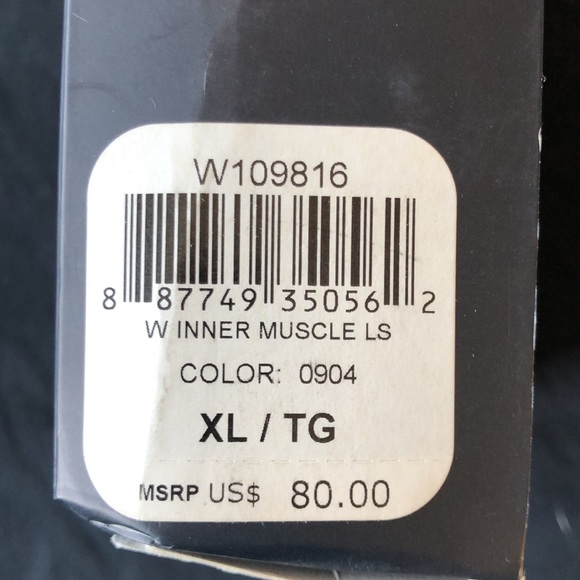 W109816
8 87749 35056 2
W INNER MUSCLE LS
COLOR: 0904
XL / TG
MSRP US$ 80.00